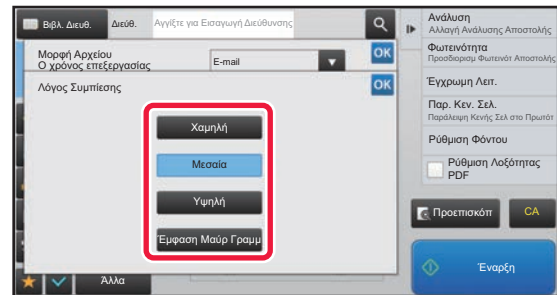 Βιβλ. Διευθ.
Διεύθ.
Αγγίξτε για Εισαγωγή Διεύθυνσης
Μορφή Αρχείου
Ο χρόνος επεξεργασίας
E-mail
OK
Λόγος Συμπίεσης
OK
Χαμηλή
Μεσαία
Υψηλή
Έμφαση Μαύρ Γραμμ
Άλλα
Ανάλυση
Αλλαγή Ανάλυσης Αποστολής
Φωτεινότητα
Προσδιορισμ Φωτεινότ Αποστολής
Έγχρωμη Λειτ.
Παρ. Κεν. Σελ.
Παράλειψη Κενής Σελ στο Πρωτότ
Ρύθμιση Φόντου
Ρύθμιση Λοξότητας
PDF
Προεπισκόπ
CA
Έναρξη